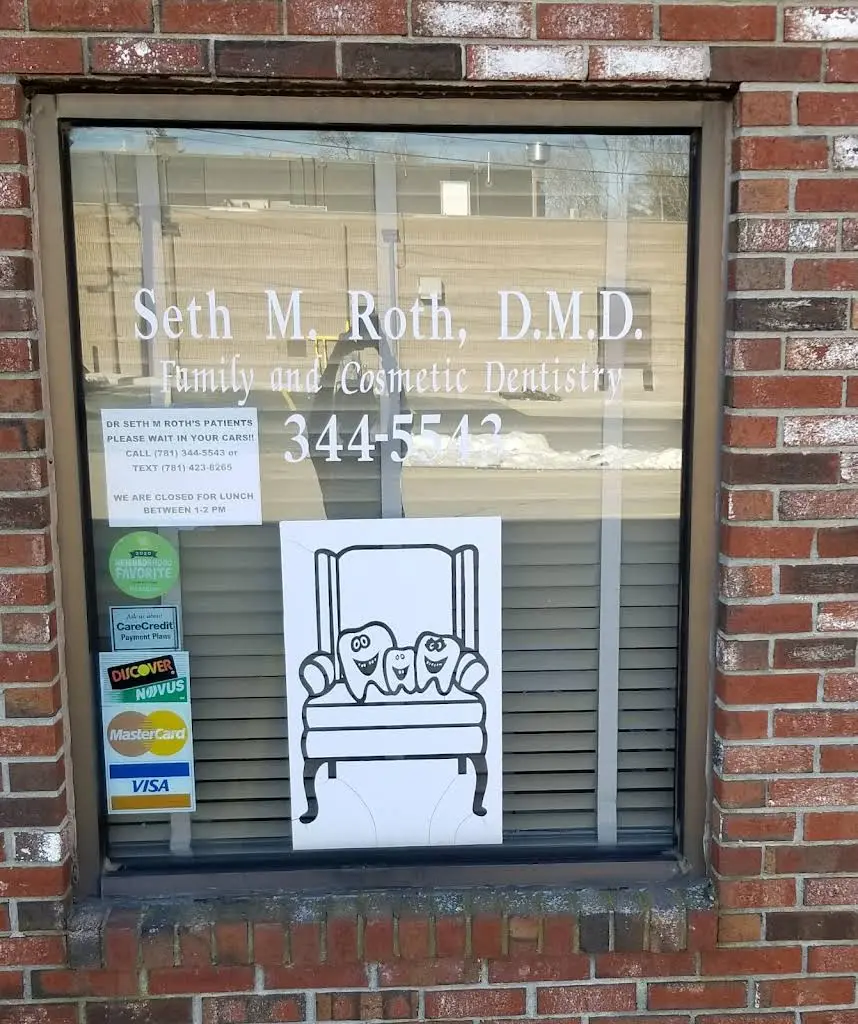 Seth M. Roth, D.M.D.
Family and Cosmetic Dentistry
344-5543
DR SETH M ROTH'S PATIENTS
PLEASE WAIT IN YOUR CARS!!
CALL (781) 344-5543 or
TEXT (781) 423-8265
WE ARE CLOSED FOR LUNCH
BETWEEN 1-2 PM
2020
NEIGHBORHOOD
FAVORITE
Ask us about
CareCredit
Payment Plans
DISCOVER
NOVUS
MasterCard
VISA